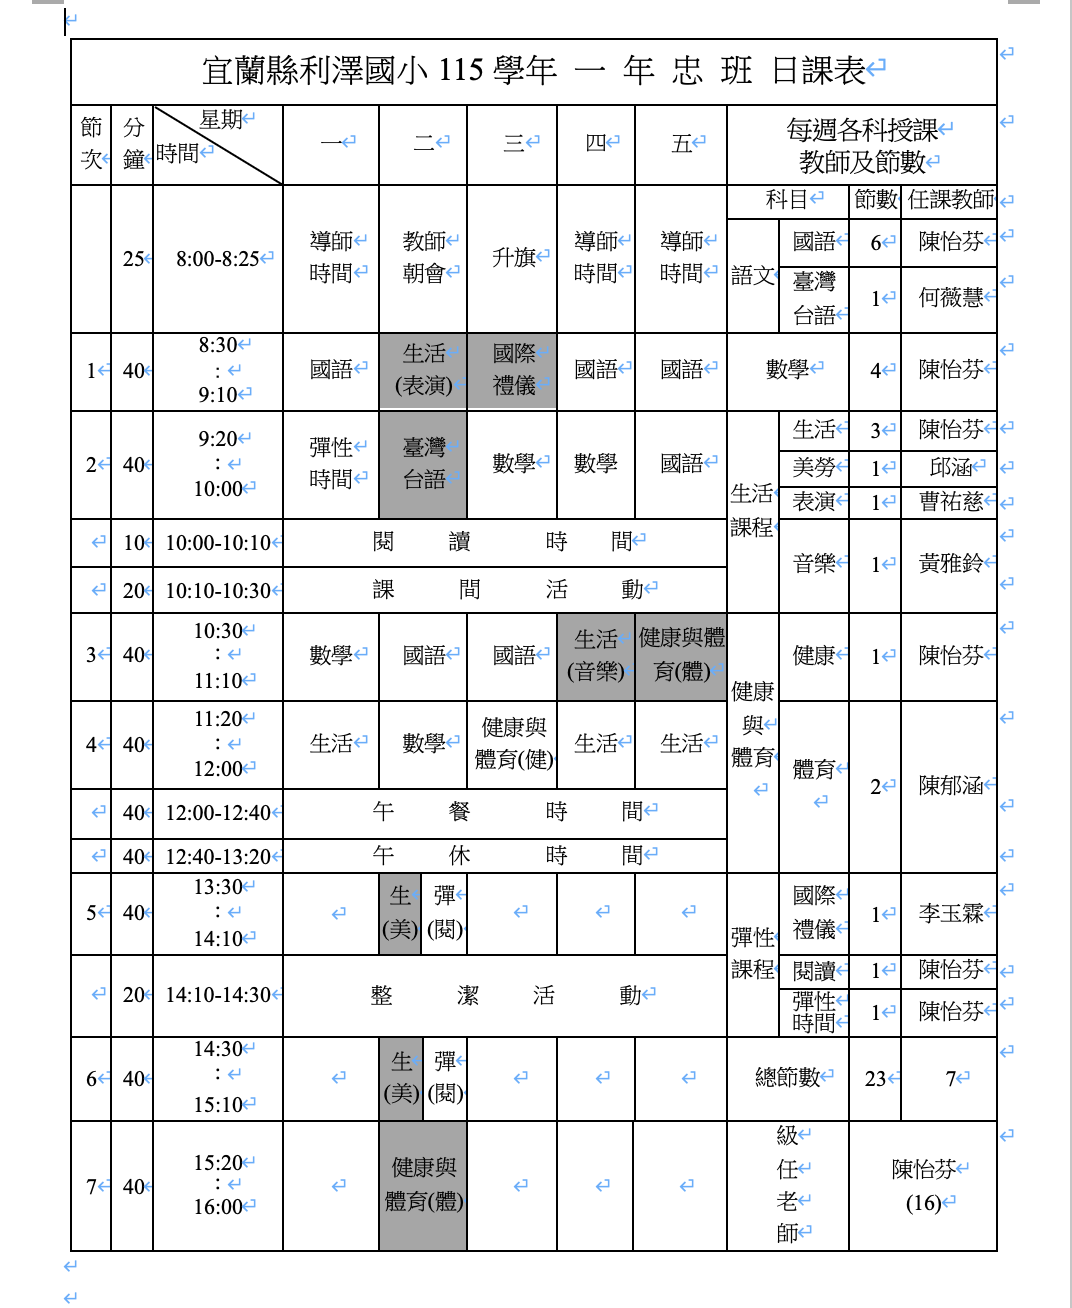 宜蘭縣利澤國小 115 學年 一 年 忠 班 日課表
節次 分鐘 星期 時間 一 二 三 四 五 每週各科授課教師及節數
科目 節數 任課教師
25 8:00-8:25 導師時間 教師朝會 升旗 導師時間 導師時間
語文 國語 6 陳怡芬
臺灣台語 1 何薇慧
1 40 8:30 : 9:10 國語 生活(表演) 國際禮儀 國語 國語
數學 4 陳怡芬
2 40 9:20 : 10:00 彈性時間 臺灣台語 數學 數學 國語
生活課程 生活 3 陳怡芬
美勞 1 邱涵
表演 1 曹祐慈
10 10:00-10:10 閱 讀 時 間
音樂 1 黃雅鈴
20 10:10-10:30 課 間 活 動
3 40 10:30 : 11:10 數學 國語 國語 生活(音樂) 健康與體育(體)
健康與體育 健康 1 陳怡芬
4 40 11:20 : 12:00 生活 數學 健康與體育(健) 生活 生活
體育 2 陳郁涵
40 12:00-12:40 午 餐 時 間
40 12:40-13:20 午 休 時 間
5 40 13:30 : 14:10 生(美) 彈(閱)
彈性課程 國際禮儀 1 李玉霖
20 14:10-14:30 整 潔 活 動
閱讀 1 陳怡芬
彈性時間 1 陳怡芬
6 40 14:30 : 15:10 生(美) 彈(閱)
總節數 23 7
7 40 15:20 : 16:00 健康與體育(體)
級任老師 陳怡芬 (16)